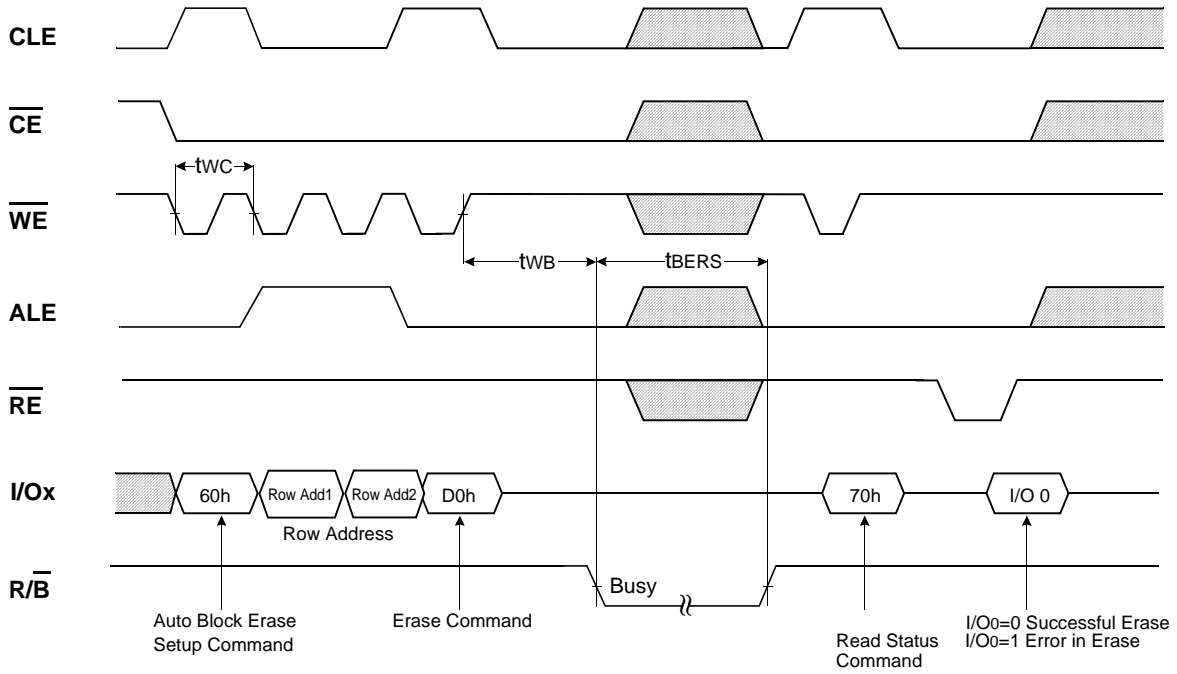 CLE
CE
tWC
WE
tWB
tBERS
ALE
RE
I/Ox
60h
Row Add1
Row Add2
D0h
70h
I/O 0
Row Address
R/B
Busy
Auto Block Erase
Setup Command
Erase Command
Read Status
Command
I/O0=0 Successful Erase
I/O0=1 Error in Erase